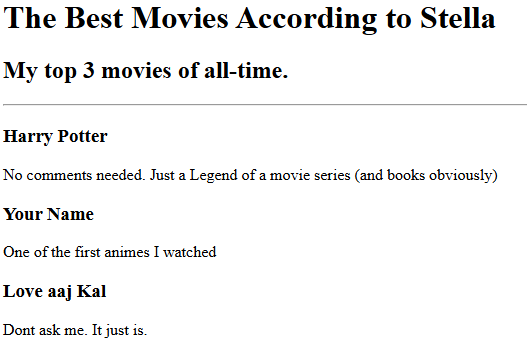 The Best Movies According to Stella
My top 3 movies of all-time.
Harry Potter
No comments needed. Just a Legend of a movie series (and books obviously)
Your Name
One of the first animes I watched
Love aaj Kal
Dont ask me. It just is.